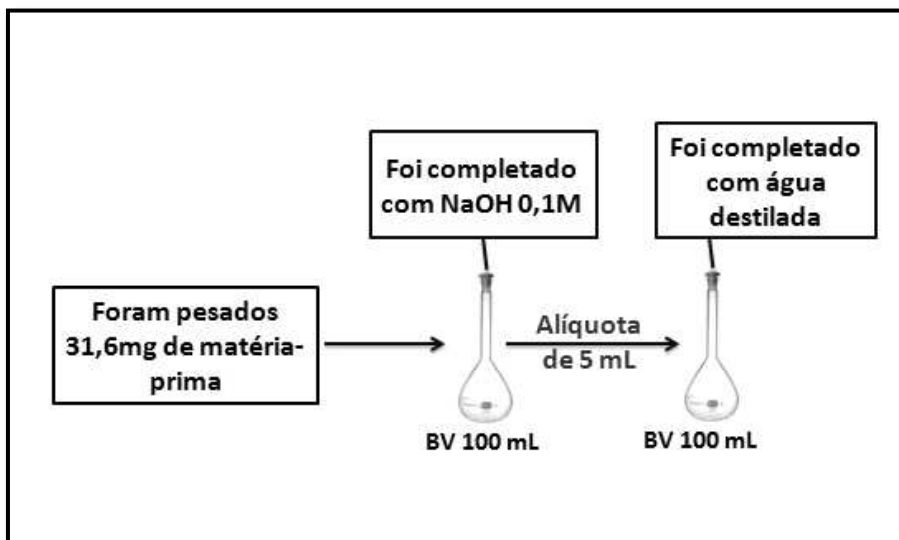 Foi completado
com NaOH 0,1M
Foi completado
com água
destilada
Foram pesados
31,6mg de matéria-
prima
Alíquota
de 5 mL
BV 100 mL
BV 100 mL